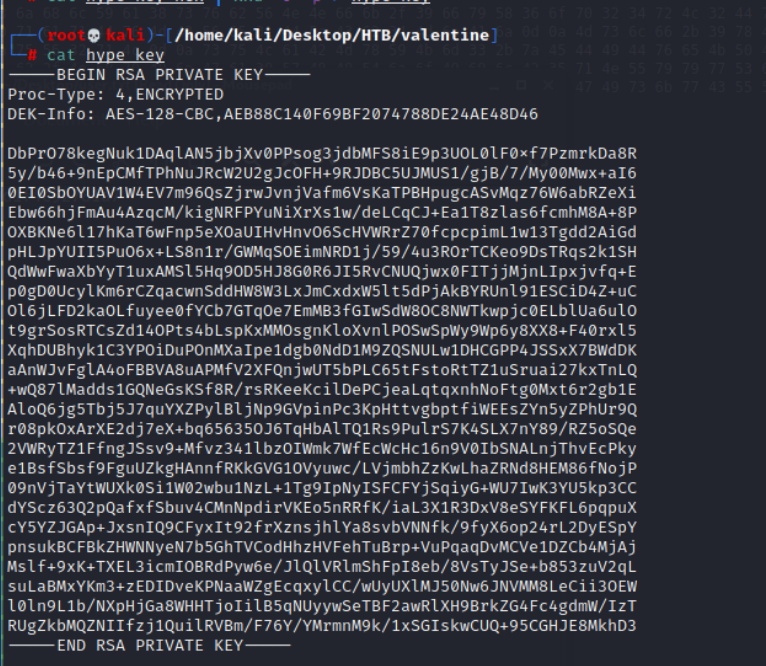 (root💀kali)-[/home/kali/Desktop/HTB/valentine]
# cat hype_key
-----BEGIN RSA PRIVATE KEY-----
Proc-Type: 4,ENCRYPTED
DEK-Info: AES-128-CBC,AEB88C140F69BF2074788DE24AE48D46
DbPrO78kegNuk1DAqlAN5jbjXv0PPsog3jdbMFS8iE9p3UOL0lF0xf7PzmrkDa8R
5y/b46+9nEpCMfTPhNuJRcW2U2gJcOFH+9RJDBC5UJMUS1/gjB/7/My00Mwx+aI6
0EI0SbOYUAV1W4EV7m96QsZjrwJvnjVafm6VsKaTPBHpugcASvMqz76W6abRZeXi
Ebw66hjFmAu4AzqcM/kigNRFPYuNiXrXs1w/deLCqCJ+Ea1T8zlas6fcmhM8A+8P
OXBKNe6l17hKaT6wFnp5eXOaUIHvHnvO6ScHVWRrZ70fcpcpimL1w13Tgdd2AiGd
pHLJpYUII5PuO6x+LS8n1r/GWMqSOEimNRD1j/59/4u3ROrTCKeo9DsTRqs2k1SH
QdWwFwaXbYyT1uxAMSl5Hq9OD5HJ8G0R6JI5RvCNUQjwx0FITjjMjnLIpxjvfq+E
p0gD0UcylKm6rCZqacwnSddHW8W3LxJmCxdxW5lt5dPjAkBYRUnl91ESCiD4Z+uC
Ol6jLFD2kaOLfuyee0fYCb7GTqOe7EmMB3fGIwSdW8OC8NWTkwpjc0ELblUa6ulO
t9grSosRTCsZd14OPts4bLspKxMMOsgnKloXvnlPOSwSpWy9Wp6y8XX8+F40rxl5
XqhDUBhyk1C3YPOiDuPOnMXaIpe1dgb0NdD1M9ZQSNULw1DHCGPP4JSSxX7BWdDK
aAnWJvFglA4oFBBVA8uAPMfV2XFQnjwUT5bPLC65tFstoRtTZ1uSruai27kxTnLQ
+wQ87lMadds1GQNeGsKSf8R/rsRKeeKcilDePCjeaLqtqxnhNoFtg0Mxt6r2gb1E
AloQ6jg5Tbj5J7quYXZPylBljNp9GVpinPc3KpHttvgbptfiWEEsZYn5yZPhUr9Q
r08pkOxArXE2dj7eX+bq65635OJ6TqHbAlTQ1Rs9PulrS7K4SLX7nY89/RZ5oSQe
2VWRyTZ1FfngJSsv9+Mfvz341lbzOIWmk7WfEcWcHc16n9V0IbSNALnjThvEcPky
e1BsfSbsf9FguUZkgHAnnfRKkGVG1OVyuwc/LVjmbhZzKwLhaZRNd8HEM86fNojP
09nVjTaYtWUXk0Si1W02wbu1NzL+1Tg9IpNyISFCFYjSqiyG+WU7IwK3YU5kp3CC
dYScz63Q2pQafxfSbuv4CMnNpdirVKEo5nRRfK/iaL3X1R3DxV8eSYFKFL6pqpuX
cY5YZJGAp+JxsnIQ9CFyxIt92frXznsjhlYa8svbVNNfk/9fyX6op24rL2DyESpY
pnsukBCFBkZHWNNyeN7b5GhTVCodHhzHVFehTuBrp+VuPqaqDvMCVe1DZCb4MjAj
Mslf+9xK+TXEL3icmIOBRdPyw6e/JlQlVRlmShFpI8eb/8VsTyJSe+b853zuV2qL
suLaBMxYKm3+zEDIDveKPNaaWZgEcqxylCC/wUyUXlMJ50Nw6JNVMM8LeCii3OEW
l0ln9L1b/NXpHjGa8WHHTjoIilB5qNUyywSeTBF2awRlXH9BrkZG4Fc4gdmW/IzT
RUgZkbMQZNIIfzj1QuilRVBm/F76Y/YMrmnM9k/1xSGIskwCUQ+95CGHJE8MkhD3
-----END RSA PRIVATE KEY-----